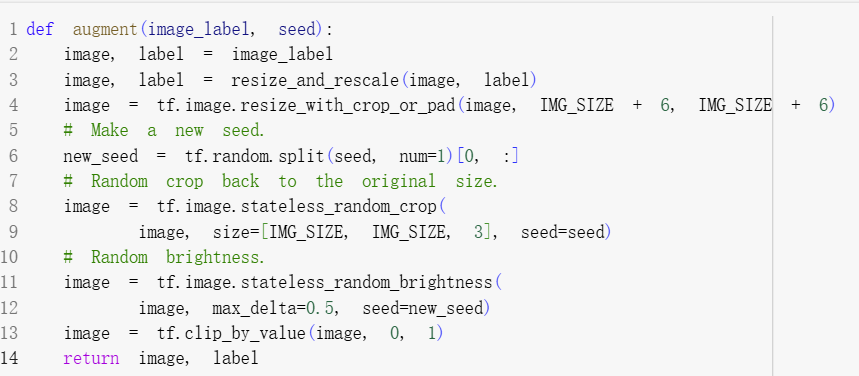 1 def augment(image_label, seed):
2 image, label = image_label
3 image, label = resize_and_rescale(image, label)
4 image = tf.image.resize_with_crop_or_pad(image, IMG_SIZE + 6, IMG_SIZE + 6)
5 # Make a new seed.
6 new_seed = tf.random.split(seed, num=1)[0, :]
7 # Random crop back to the original size.
8 image = tf.image.stateless_random_crop(
9 image, size=[IMG_SIZE, IMG_SIZE, 3], seed=seed)
10 # Random brightness.
11 image = tf.image.stateless_random_brightness(
12 image, max_delta=0.5, seed=new_seed)
13 image = tf.clip_by_value(image, 0, 1)
14 return image, label